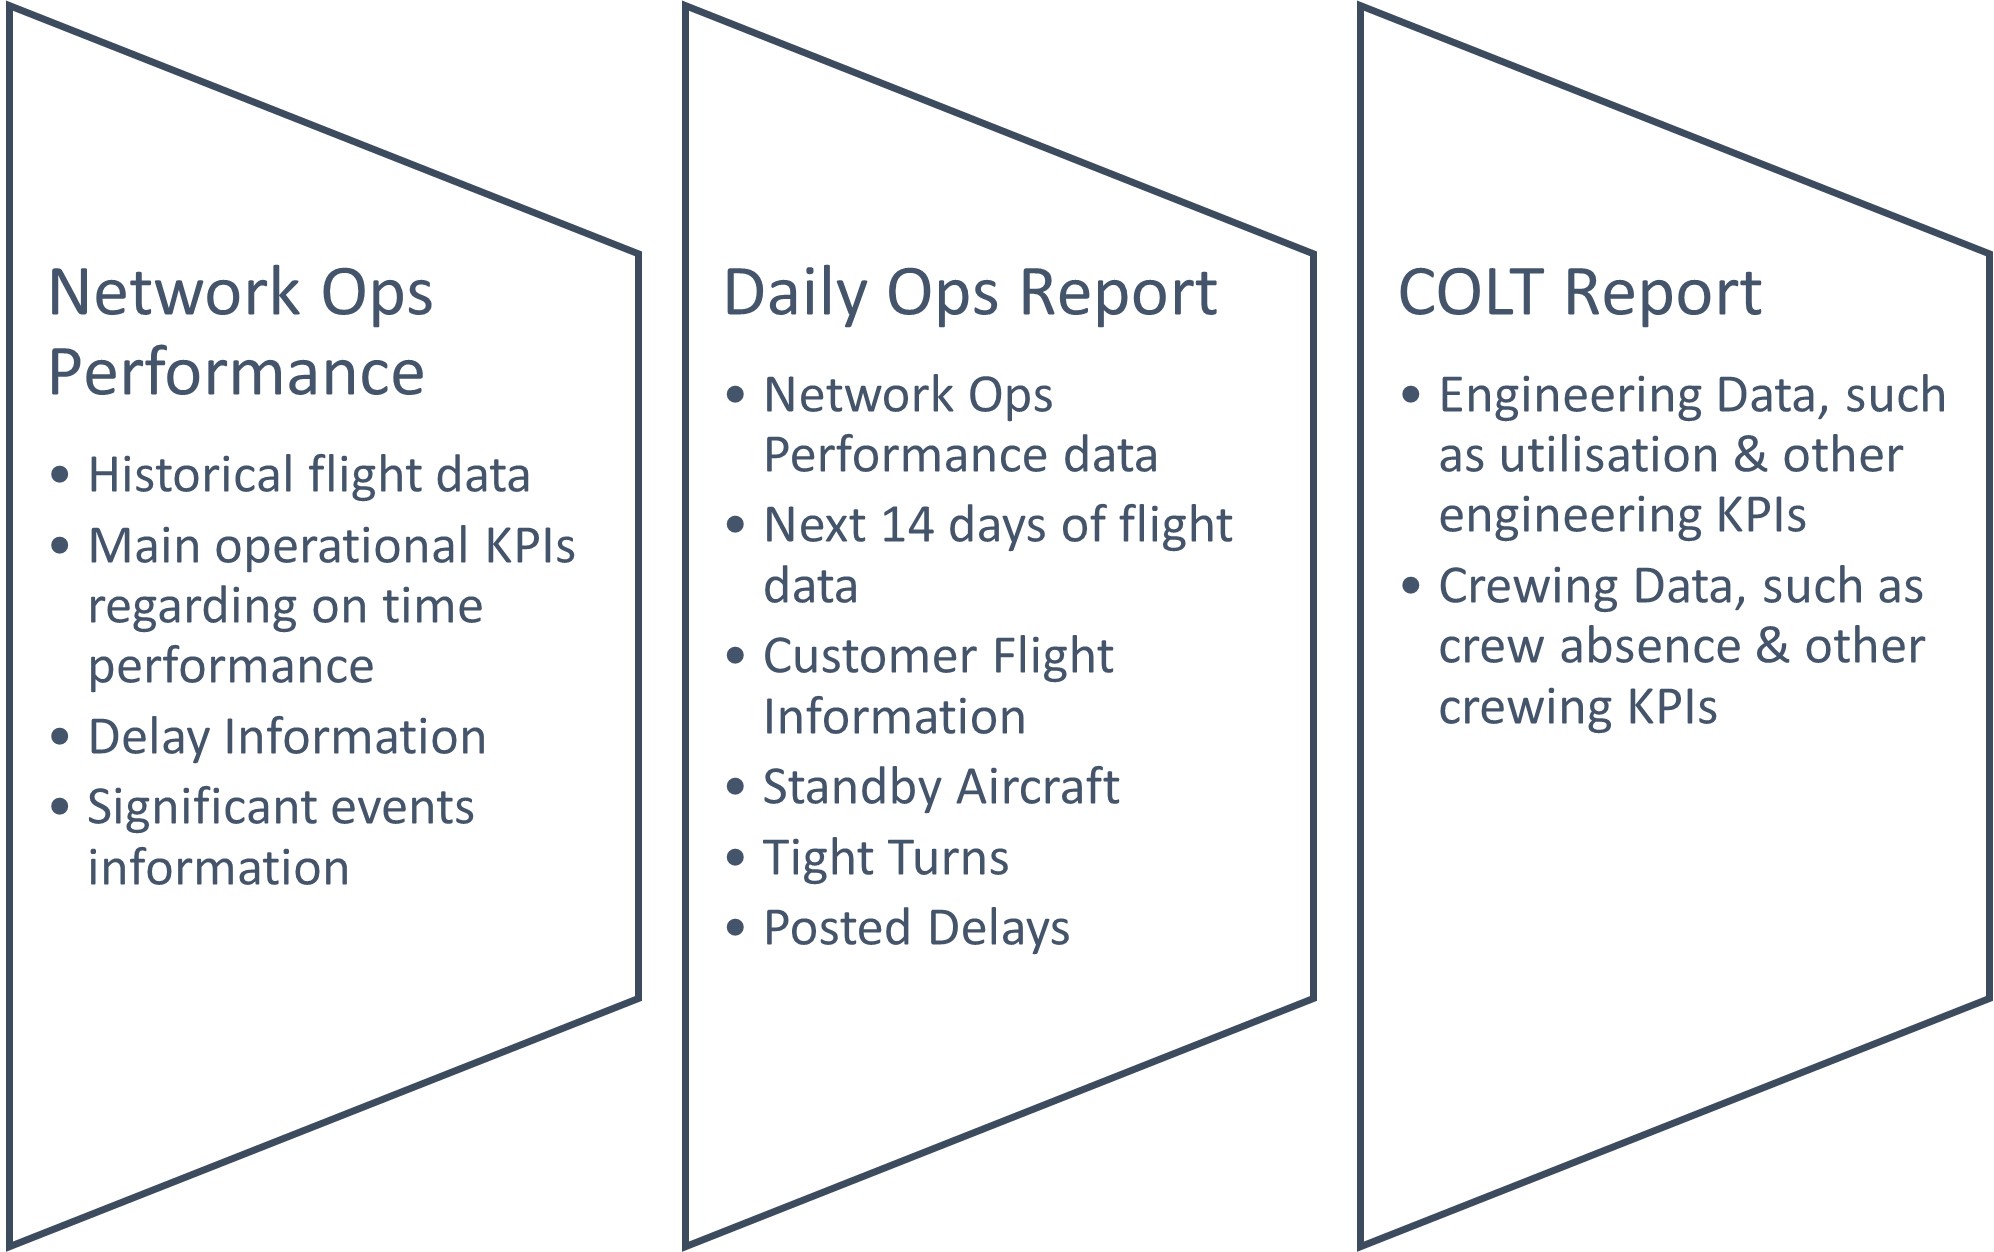 Network Ops
Performance
• Historical flight data
• Main operational KPIs
regarding on time
performance
• Delay Information
• Significant events
information
Daily Ops Report
• Network Ops
Performance data
• Next 14 days of flight
data
• Customer Flight
Information
• Standby Aircraft
• Tight Turns
• Posted Delays
COLT Report
• Engineering Data, such
as utilisation & other
engineering KPIs
• Crewing Data, such as
crew absence & other
crewing KPIs